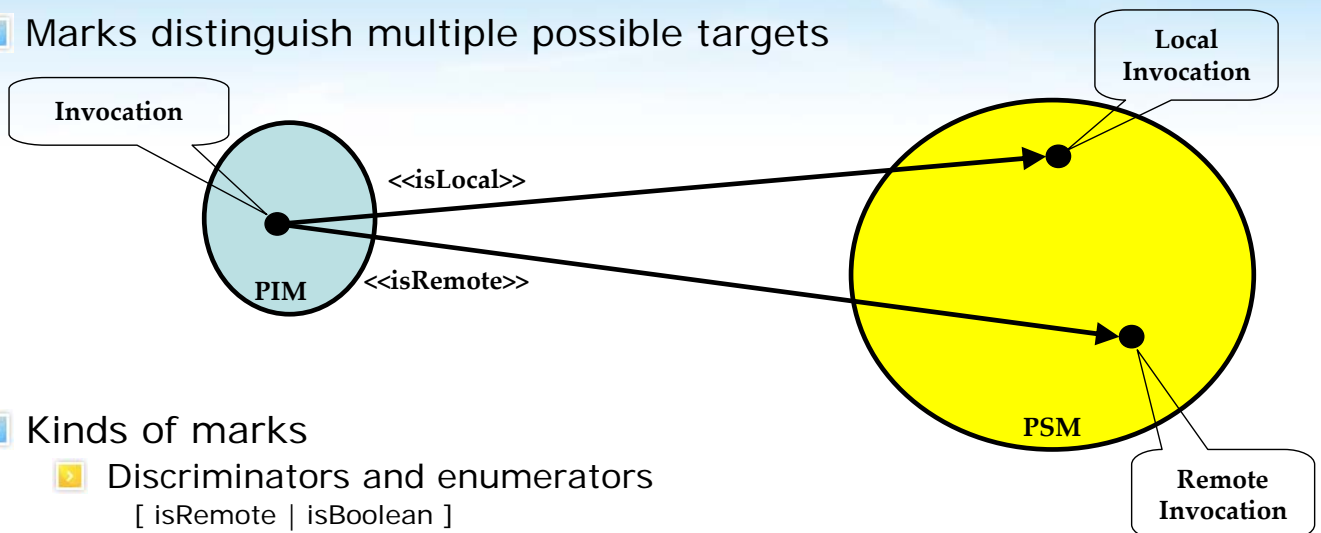 Marks distinguish multiple possible targets
Local
Invocation
Invocation
<<isLocal>>
<<isRemote>>
PIM
PSM
Kinds of marks
Discriminators and enumerators
[ isRemote | isBoolean ]
Remote
Invocation